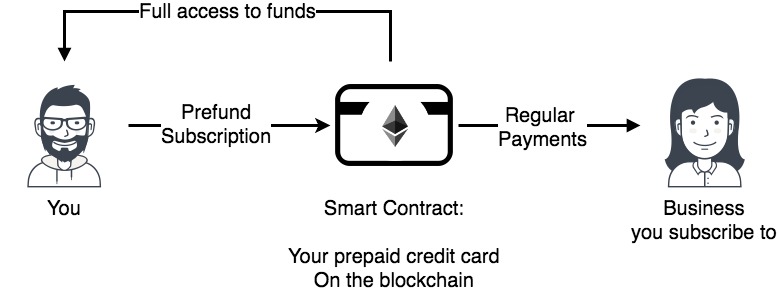 Full access to funds
Prefund
Subscription
Regular
Payments
You
Smart Contract:
Your prepaid credit card
On the blockchain
Business
you subscribe to